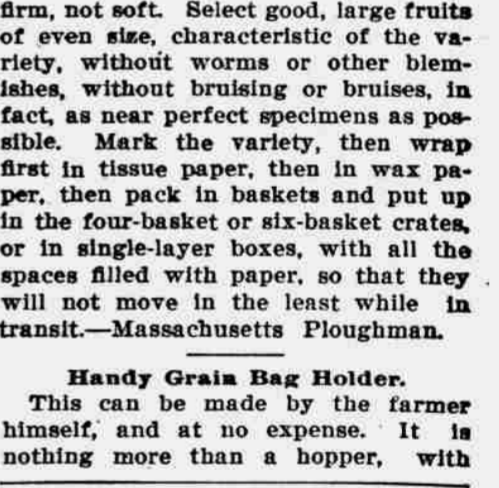 firm, not soft. Select good, large fruits
of even size, characteristic of the va-
riety, without worms or other blem-
ishes, without bruising or bruises, in
fact, as near perfect specimens as pos-
sible. Mark the variety, then wrap
first in tissue paper, then in wax pa-
per, then pack in baskets and put up
in the four-basket or six-basket crates,
or in single-layer boxes, with all the
spaces filled with paper, so that they
will not move in the least while in
transit.—Massachusetts Ploughman.
Handy Grain Bag Holder.
This can be made by the farmer
himself, and at no expense. It is
nothing more than a hopper, with